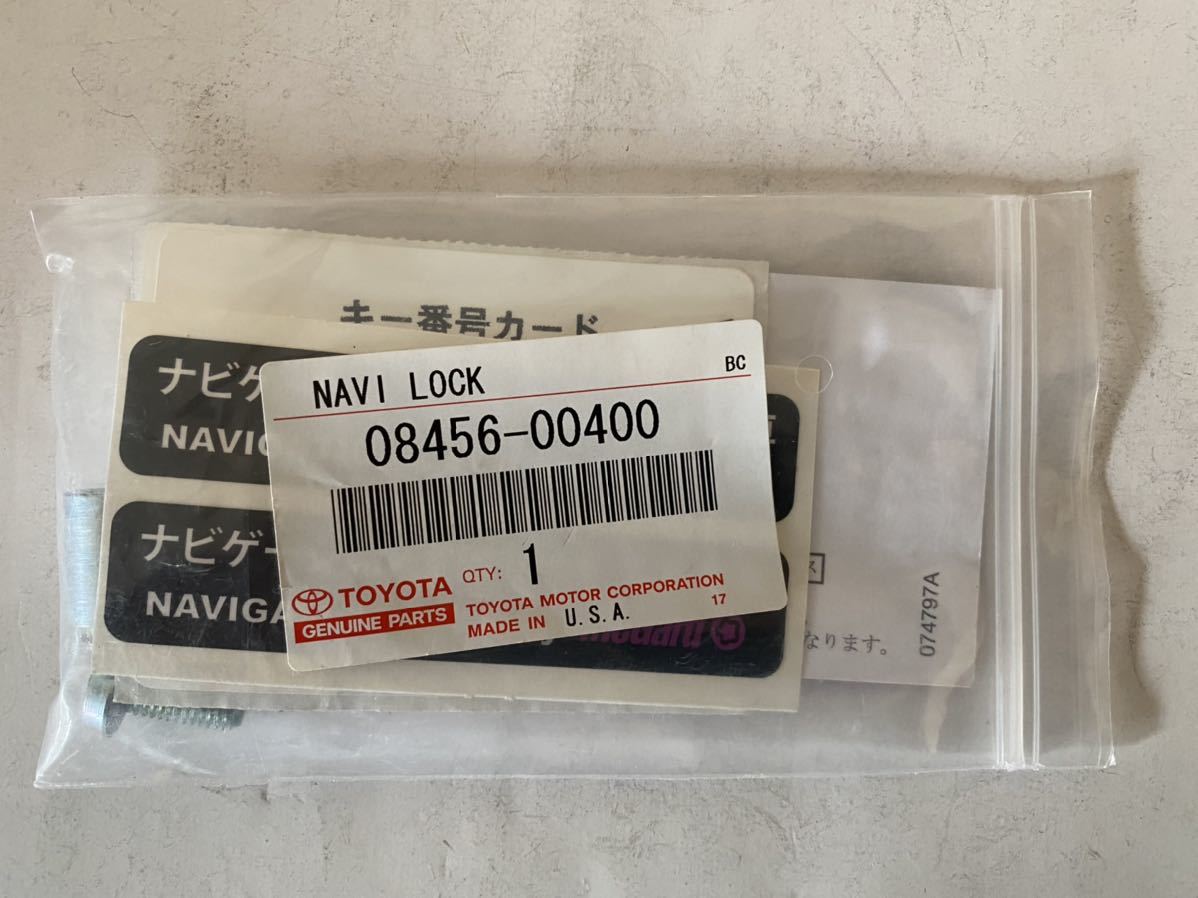 キー番号カード
ナビゲ
NAVIG
NAVI LOCK
BC
08456-00400
QTY: 1
TOYOTA
GENUINE PARTS
TOYOTA MOTOR CORPORATION
MADE IN U.S.A.
17
ナビゲー
NAVIGA
なります。
074797A